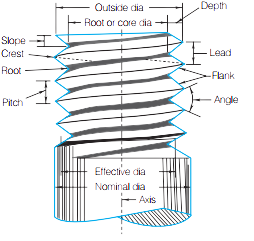 Outside dia
Depth
Root or core dia
Slope
Crest
Lead
Root
Flank
Pitch
Angle
Effective dia
Nominal dia
Axis